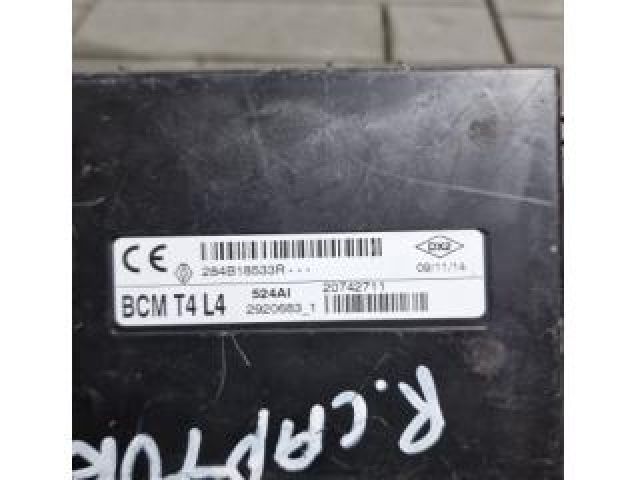 CE
284B18533R---
09/11/14
BCM T4 L4
524AI 20742711
2920683_1
R.CAPTUR